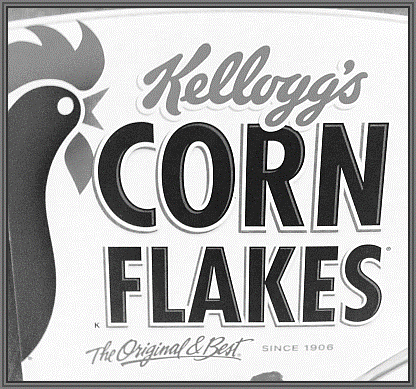 Kellogg's
CORN
FLAKES®
K
The Original & Best SINCE 1906